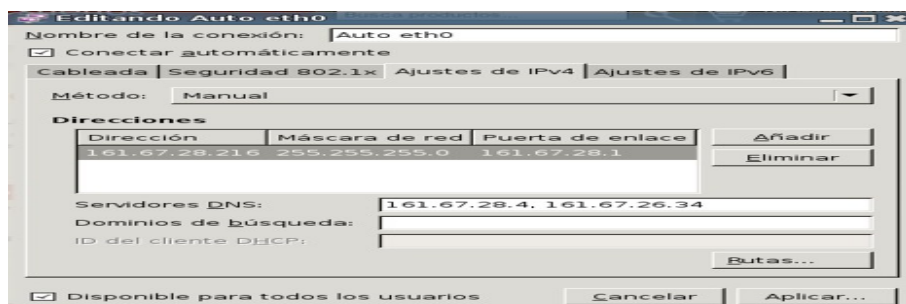 Editando Auto eth0
Busca productos...
Nombre de la conexión: Auto eth0
Conectar automáticamente
Cableada Seguridad 802.1x Ajustes de IPv4 Ajustes de IPv6
Método: Manual
Direcciones
Dirección Máscara de red Puerta de enlace Añadir
161.67.28.216 255.255.255.0 161.67.28.1 Eliminar
Servidores DNS: 161.67.28.4, 161.67.26.34
Dominios de búsqueda:
ID del cliente DHCP:
Rutas...
Disponible para todos los usuarios Cancelar Aplicar...